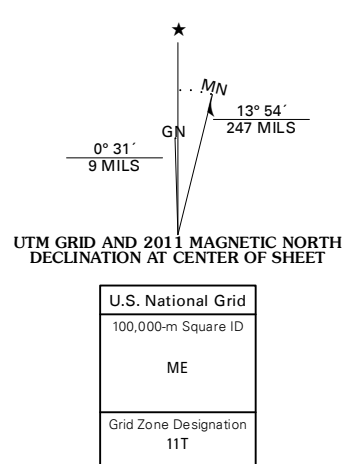 ★
MN
GN
13° 54´
247 MILS
0° 31´
9 MILS
UTM GRID AND 2011 MAGNETIC NORTH
DECLINATION AT CENTER OF SHEET
U.S. National Grid
100,000-m Square ID
ME
Grid Zone Designation
11T